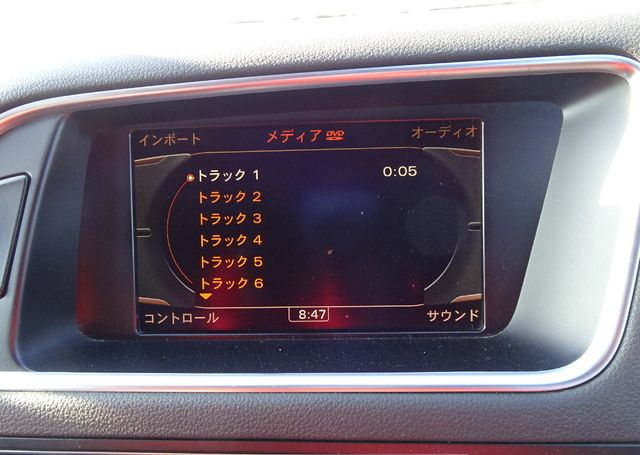 インポート メディア DVD オーディオ
トラック 1 0:05
トラック 2
トラック 3
トラック 4
トラック 5
トラック 6
コントロール 8:47 サウンド